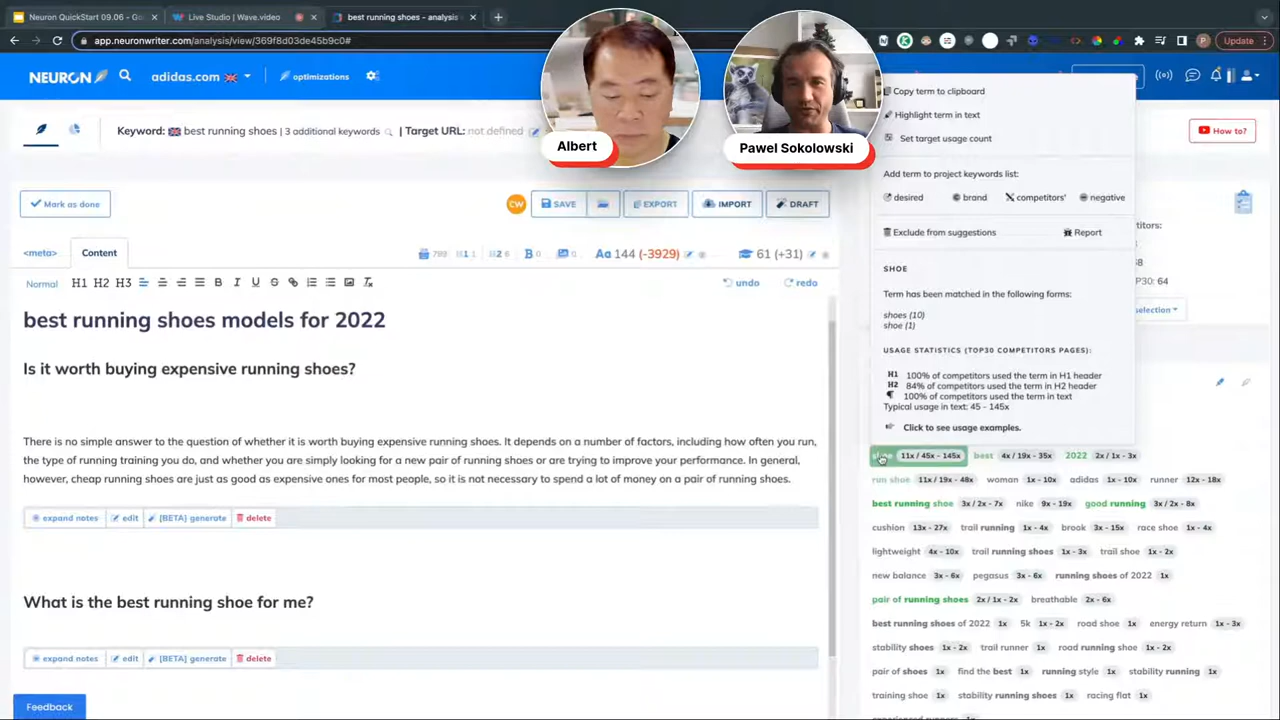 Neuron QuickStart 09.06 - Go
Live Studio | Wave.video
best running shoes - analysis
app.neuronwriter.com/analysis/view/369f8d03de45b9c0#
Update
NEURON
adidas.com
optimizations
Keyword: best running shoes | 3 additional keywords | Target URL: not defined
How to?
Albert
Pawel Sokolowski
Mark as done
CW
SAVE
EXPORT
IMPORT
DRAFT
<meta>
Content
799
H1 1
H2 6
B 0
0
Aa 144 (-3929)
61 (+31)
Normal
H1 H2 H3
B I U S
undo
redo
best running shoes models for 2022
Is it worth buying expensive running shoes?
There is no simple answer to the question of whether it is worth buying expensive running shoes. It depends on a number of factors, including how often you run,
the type of running training you do, and whether you are simply looking for a new pair of running shoes or are trying to improve your performance. In general,
however, cheap running shoes are just as good as expensive ones for most people, so it is not necessary to spend a lot of money on a pair of running shoes.
expand notes edit [BETA] generate delete
What is the best running shoe for me?
expand notes edit [BETA] generate delete
Feedback
Copy term to clipboard
Highlight term in text
Set target usage count
Add term to project keywords list:
desired brand competitors' negative
Exclude from suggestions Report
SHOE
Term has been matched in the following forms:
shoes (10)
shoe (1)
USAGE STATISTICS (TOP30 COMPETITORS PAGES):
H1 100% of competitors used the term in H1 header
H2 84% of competitors used the term in H2 header
100% of competitors used the term in text
Typical usage in text: 45 - 145x
Click to see usage examples.
itors:
8
P30: 64
selection
shoe 11x / 45x - 145x best 4x / 19x - 35x 2022 2x / 1x - 3x
run shoe 11x / 19x - 48x woman 1x - 10x adidas 1x - 10x runner 12x - 18x
best running shoe 3x / 2x - 7x nike 9x - 19x good running 3x / 2x - 8x
cushion 13x - 27x trail running 1x - 4x brook 3x - 15x race shoe 1x - 4x
lightweight 4x - 10x trail running shoes 1x - 3x trail shoe 1x - 2x
new balance 3x - 6x pegasus 3x - 6x running shoes of 2022 1x
pair of running shoes 2x / 1x - 2x breathable 2x - 6x
best running shoes of 2022 1x 5k 1x - 2x road shoe 1x energy return 1x - 3x
stability shoes 1x - 2x trail runner 1x road running shoe 1x - 2x
pair of shoes 1x find the best 1x running style 1x stability running 1x
training shoe 1x stability running shoes 1x racing flat 1x
experienced runners 1x